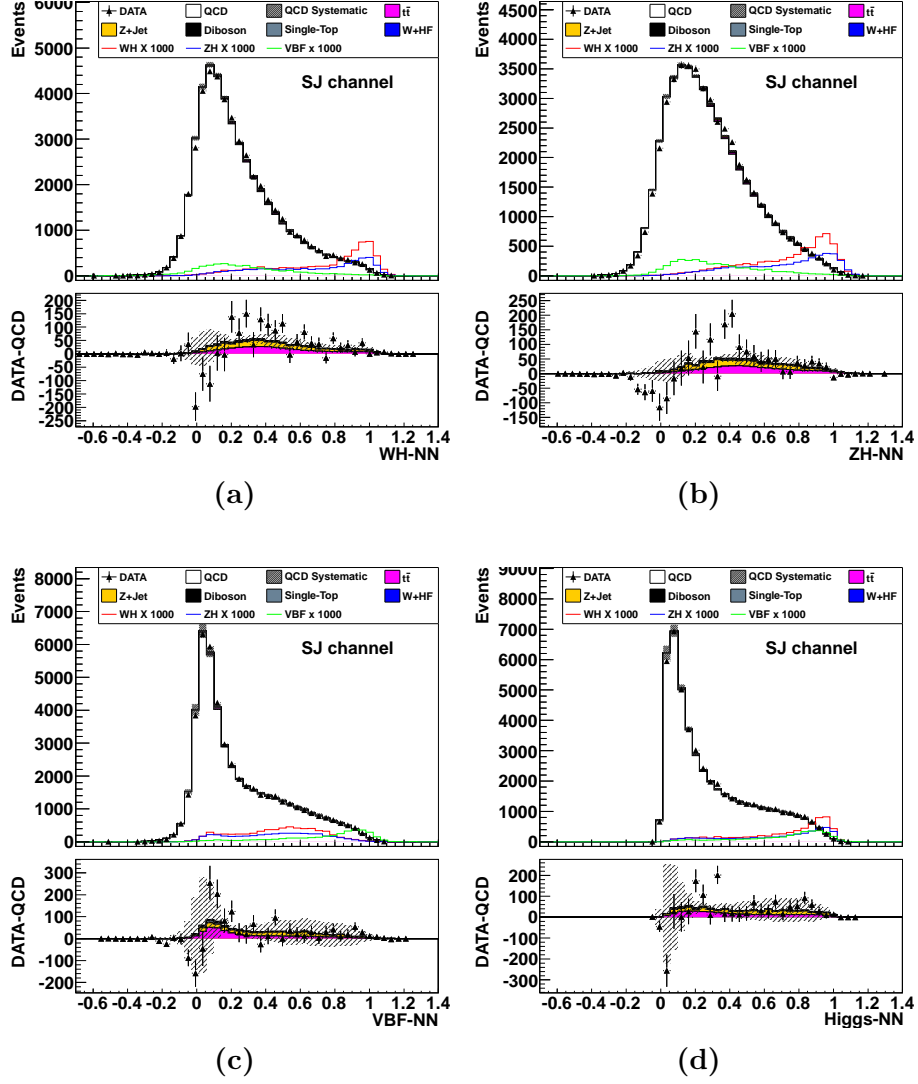 DATA QCD QCD Systematic tt̄
Z+Jet Diboson Single-Top W+HF
WH X 1000 ZH X 1000 VBF x 1000
SJ channel
Events
6000
5000
4000
3000
2000
1000
0
DATA-QCD
200
150
100
50
0
-50
-100
-150
-200
-250
-0.6 -0.4 -0.2 0 0.2 0.4 0.6 0.8 1 1.2 1.4
WH-NN
(a)
DATA QCD QCD Systematic tt̄
Z+Jet Diboson Single-Top W+HF
WH X 1000 ZH X 1000 VBF x 1000
SJ channel
Events
4500
4000
3500
3000
2500
2000
1500
1000
500
0
DATA-QCD
250
200
150
100
50
0
-50
-100
-150
-0.6 -0.4 -0.2 0 0.2 0.4 0.6 0.8 1 1.2 1.4
ZH-NN
(b)
DATA QCD QCD Systematic tt̄
Z+Jet Diboson Single-Top W+HF
WH X 1000 ZH X 1000 VBF x 1000
SJ channel
Events
8000
7000
6000
5000
4000
3000
2000
1000
0
DATA-QCD
300
200
100
0
-100
-200
-0.6 -0.4 -0.2 0 0.2 0.4 0.6 0.8 1 1.2 1.4
VBF-NN
(c)
DATA QCD QCD Systematic tt̄
Z+Jet Diboson Single-Top W+HF
WH X 1000 ZH X 1000 VBF x 1000
SJ channel
Events
9000
8000
7000
6000
5000
4000
3000
2000
1000
0
DATA-QCD
200
100
0
-100
-200
-300
-0.6 -0.4 -0.2 0 0.2 0.4 0.6 0.8 1 1.2 1.4
Higgs-NN
(d)